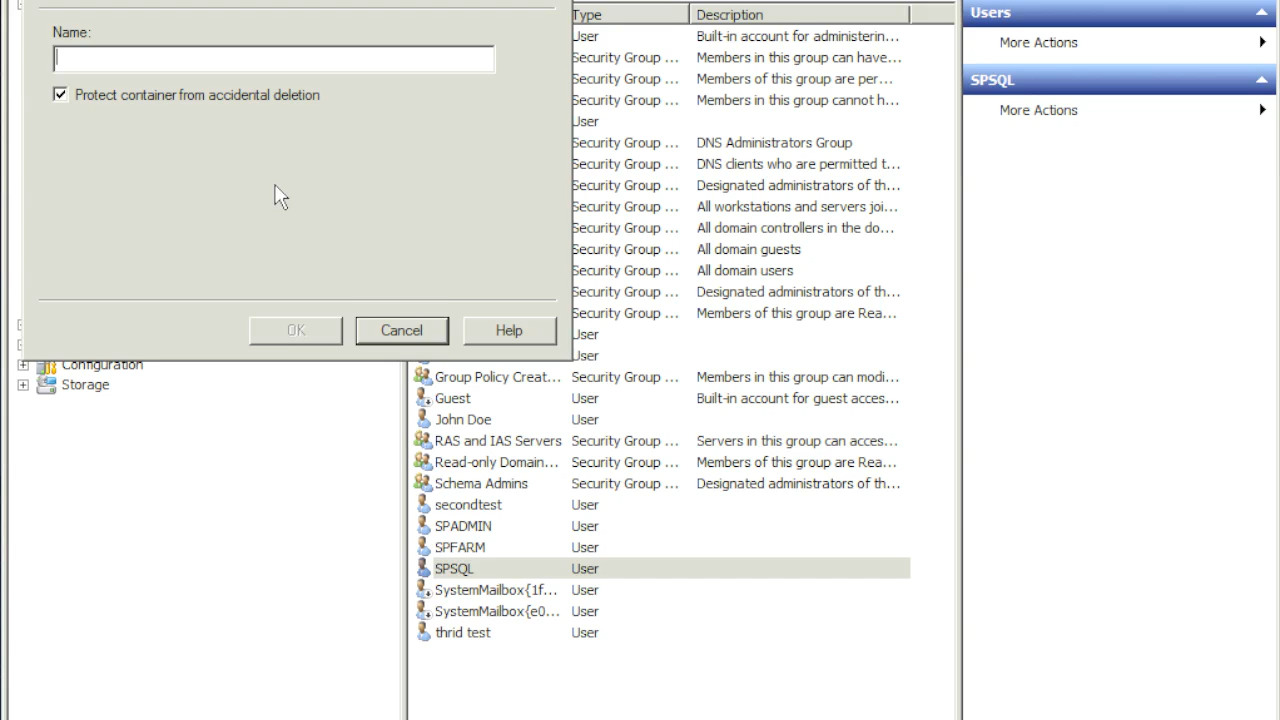 Name:
Protect container from accidental deletion
OK
Cancel
Help
Configuration
Storage
Type
Description
User
Built-in account for administerin...
Security Group ...
Members in this group can have...
Security Group ...
Members of this group are per...
Security Group ...
Members in this group cannot h...
User
Security Group ...
DNS Administrators Group
Security Group ...
DNS clients who are permitted t...
Security Group ...
Designated administrators of th...
Security Group ...
All workstations and servers joi...
Security Group ...
All domain controllers in the do...
Security Group ...
All domain guests
Security Group ...
All domain users
Security Group ...
Designated administrators of th...
Security Group ...
Members of this group are Rea...
User
User
Group Policy Creat...
Security Group ...
Members in this group can modi...
Guest
User
Built-in account for guest acces...
John Doe
User
RAS and IAS Servers
Security Group ...
Servers in this group can acces...
Read-only Domain...
Security Group ...
Members of this group are Rea...
Schema Admins
Security Group ...
Designated administrators of th...
secondtest
User
SPADMIN
User
SPFARM
User
SPSQL
User
SystemMailbox{1f...
User
SystemMailbox{e0...
User
thrid test
User
Users
More Actions
SPSQL
More Actions